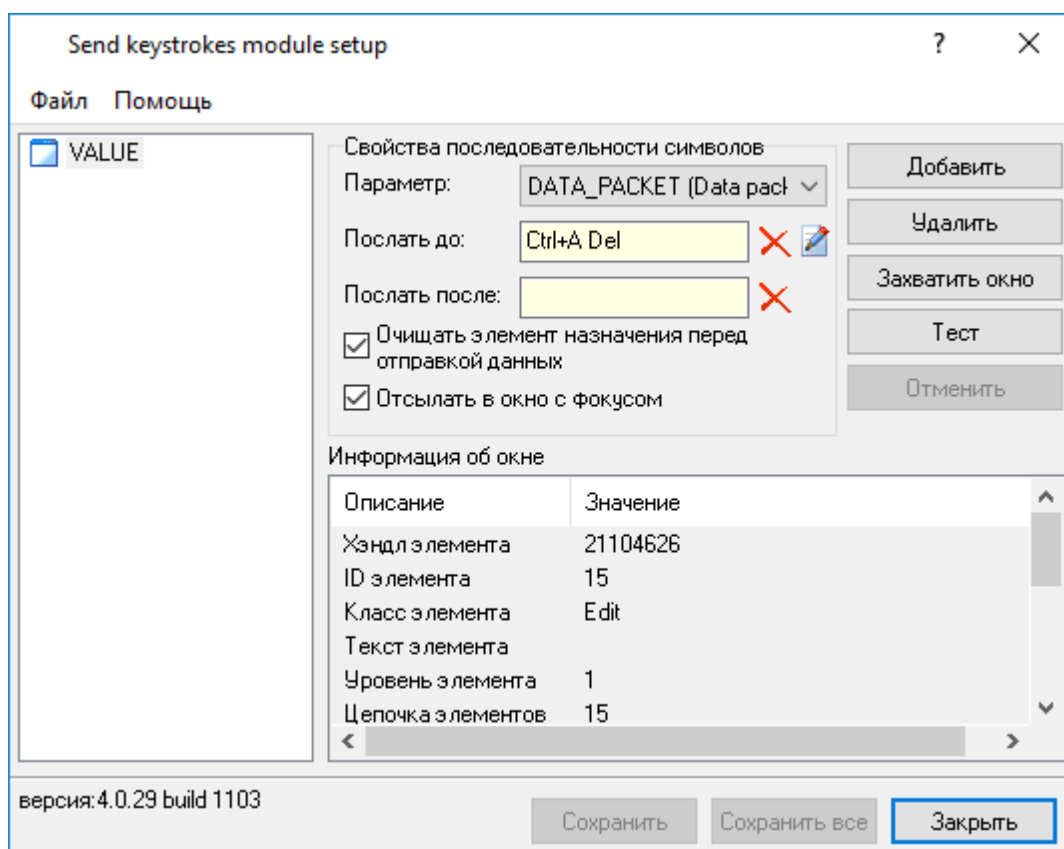 Send keystrokes module setup
Файл Помощь
VALUE
Свойства последовательности символов
Параметр: DATA_PACKET (Data pack
Послать до: Ctrl+A Del
Послать после:
Очищать элемент назначения перед
отправкой данных
Отсылать в окно с фокусом
Добавить
Удалить
Захватить окно
Тест
Отменить
Информация об окне
Описание Значение
Хэндл элемента 21104626
ID элемента 15
Класс элемента Edit
Текст элемента
Уровень элемента 1
Цепочка элементов 15
версия:4.0.29 build 1103
Сохранить Сохранить все Закрыть